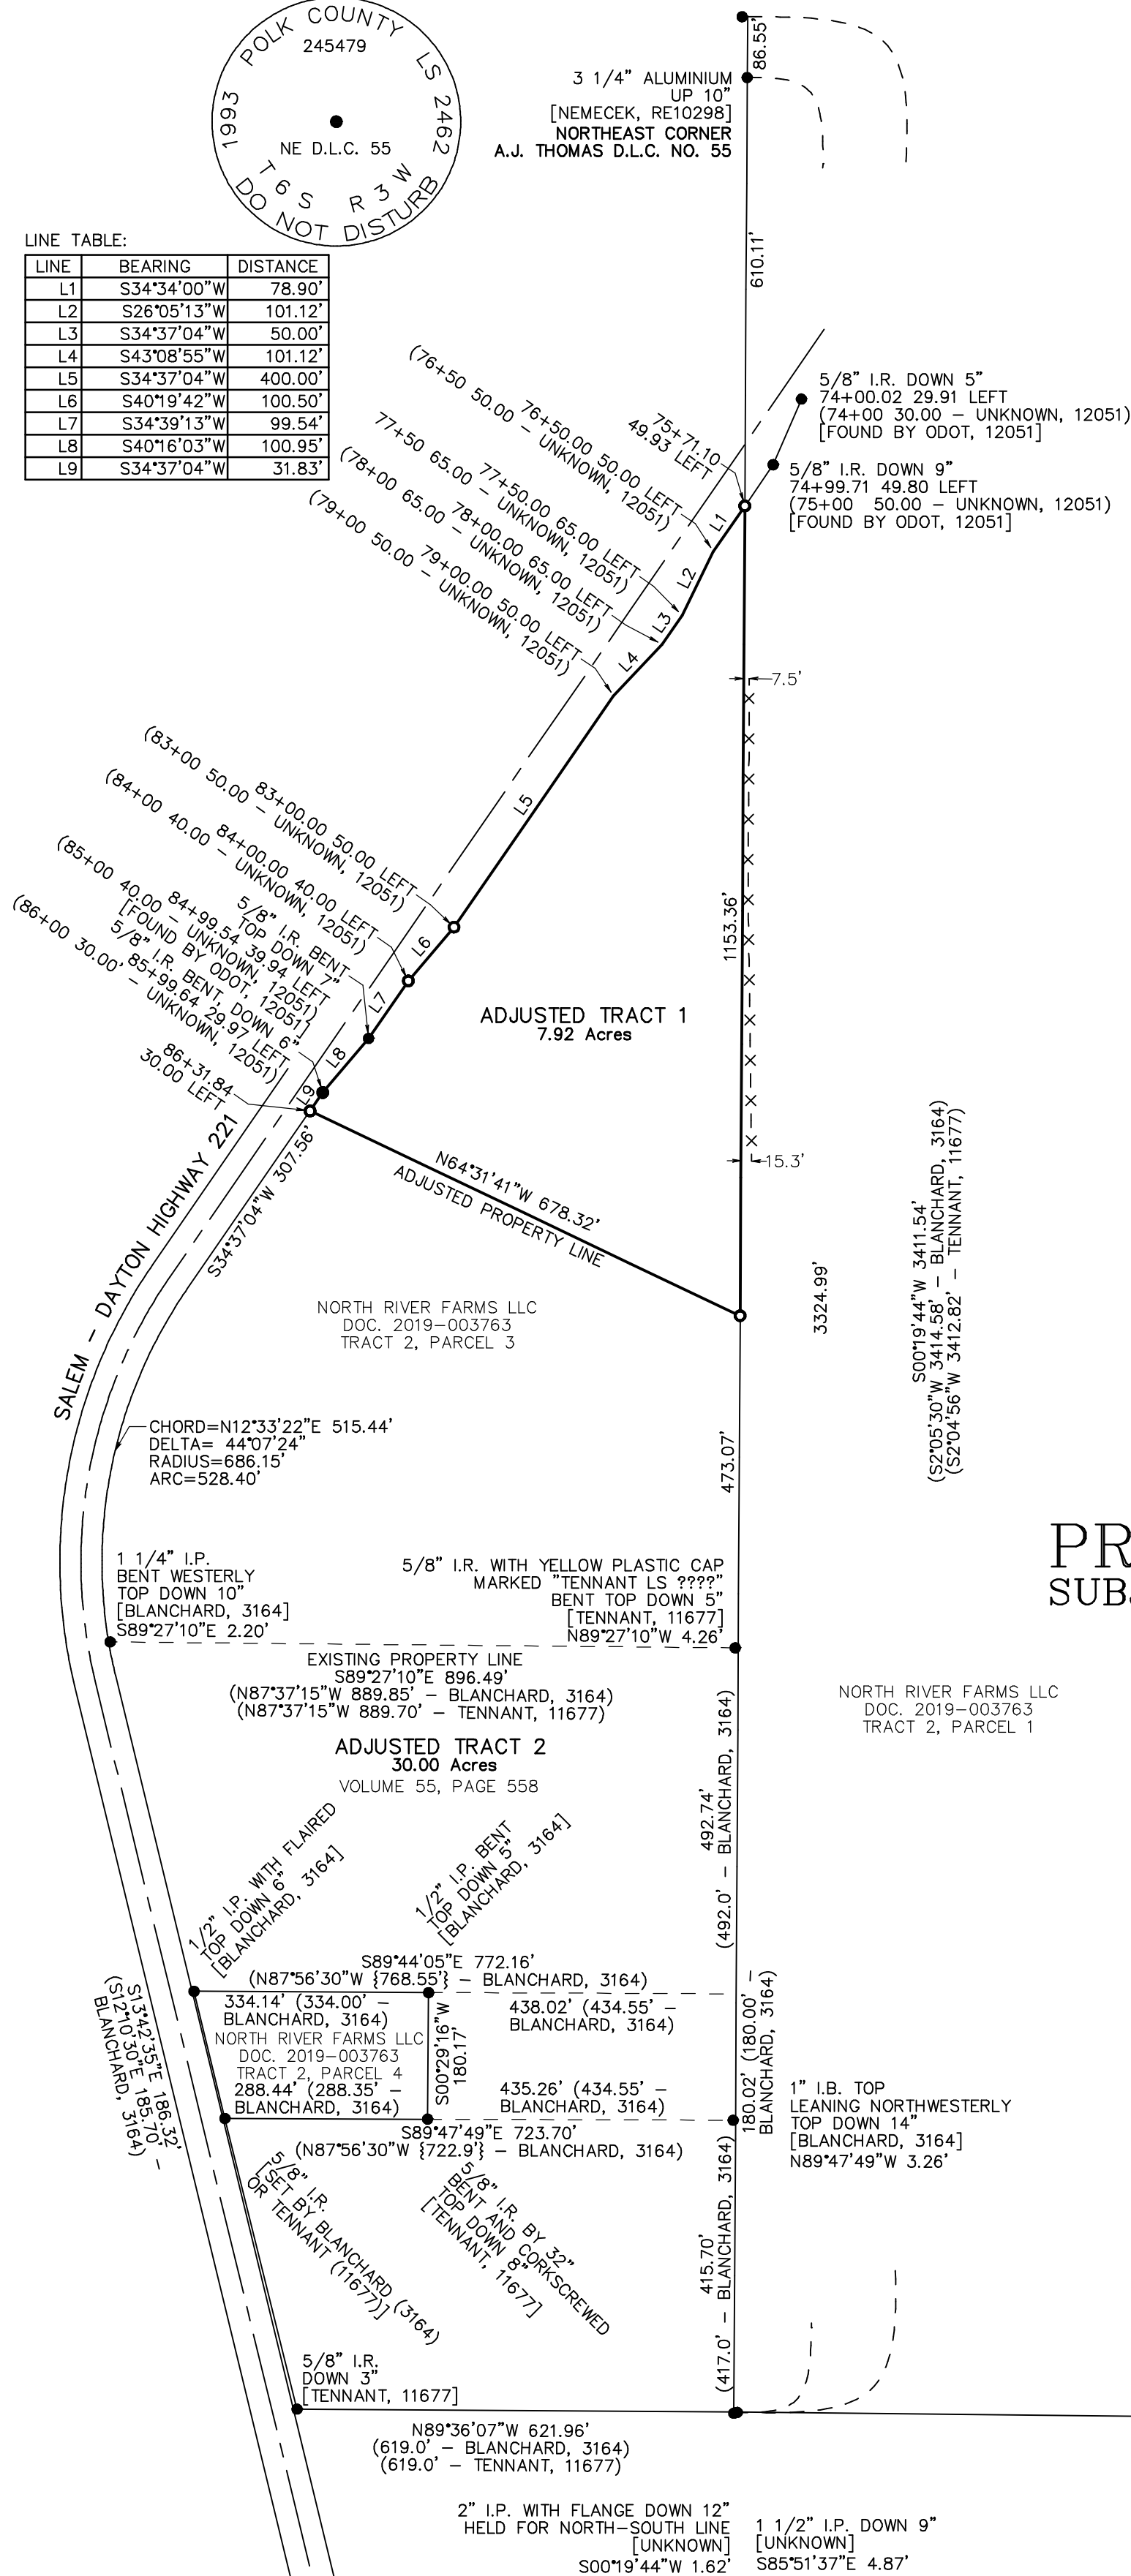 1993 POLK COUNTY LS 2462
245479
NE D.L.C. 55
T6S R3W
DO NOT DISTURB
86.55'
3 1/4" ALUMINIUM
UP 10"
[NEMECEK, RE10298]
NORTHEAST CORNER
A.J. THOMAS D.L.C. NO. 55
610.11'
LINE TABLE:
LINE BEARING DISTANCE
L1 S34°34'00"W 78.90'
L2 S26°05'13"W 101.12'
L3 S34°37'04"W 50.00'
L4 S43°08'55"W 101.12'
L5 S34°37'04"W 400.00'
L6 S40°19'42"W 100.50'
L7 S34°39'13"W 99.54'
L8 S40°16'03"W 100.95'
L9 S34°37'04"W 31.83'
5/8" I.R. DOWN 5"
74+00.02 29.91 LEFT
(74+00 30.00 – UNKNOWN, 12051)
[FOUND BY ODOT, 12051]
5/8" I.R. DOWN 9"
74+99.71 49.80 LEFT
(75+00 50.00 – UNKNOWN, 12051)
[FOUND BY ODOT, 12051]
75+71.10
49.93 LEFT
76+50.00 50.00 LEFT
(76+50 50.00 – UNKNOWN, 12051)
77+50.00 65.00 LEFT
77+50 65.00 – UNKNOWN, 12051)
78+00.00 65.00 LEFT
(78+00 65.00 – UNKNOWN, 12051)
79+00.00 50.00 LEFT
(79+00 50.00 – UNKNOWN, 12051)
L1
L2
L3
L4
L5
7.5'
83+00.00 50.00 LEFT
(83+00 50.00 – UNKNOWN, 12051)
84+00.00 40.00 LEFT
(84+00 40.00 – UNKNOWN, 12051)
5/8" I.R. BENT
TOP DOWN 7"
84+99.54 39.94 LEFT
(85+00 40.00 – UNKNOWN, 12051)
[FOUND BY ODOT, 12051]
5/8" I.R. BENT, DOWN 6"
85+99.64 29.97 LEFT
(86+00 30.00' – UNKNOWN, 12051)
86+31.84
30.00 LEFT
L6
L7
L8
L9
1153.36'
ADJUSTED TRACT 1
7.92 Acres
15.3'
SALEM – DAYTON HIGHWAY 221
S34°37'04"W 307.56'
N64°31'41"W 678.32'
ADJUSTED PROPERTY LINE
3324.99'
S00°19'44"W 3411.54'
(S2°05'30"W 3414.58' – BLANCHARD, 3164)
(S2°04'56"W 3412.82' – TENNANT, 11677)
NORTH RIVER FARMS LLC
DOC. 2019–003763
TRACT 2, PARCEL 3
CHORD=N12°33'22"E 515.44'
DELTA= 44°07'24"
RADIUS=686.15'
ARC=528.40'
473.07'
PR
SUB
1 1/4" I.P.
BENT WESTERLY
TOP DOWN 10"
[BLANCHARD, 3164]
S89°27'10"E 2.20'
5/8" I.R. WITH YELLOW PLASTIC CAP
MARKED "TENNANT LS ????"
BENT TOP DOWN 5"
[TENNANT, 11677]
N89°27'10"W 4.26'
EXISTING PROPERTY LINE
S89°27'10"E 896.49'
(N87°37'15"W 889.85' – BLANCHARD, 3164)
(N87°37'15"W 889.70' – TENNANT, 11677)
NORTH RIVER FARMS LLC
DOC. 2019–003763
TRACT 2, PARCEL 1
ADJUSTED TRACT 2
30.00 Acres
VOLUME 55, PAGE 558
492.74'
(492.0' – BLANCHARD, 3164)
1/2" I.P. WITH FLAIRED
TOP DOWN 6"
[BLANCHARD, 3164]
1/2" I.P. BENT
TOP DOWN 5"
[BLANCHARD, 3164]
S89°44'05"E 772.16'
(N87°56'30"W {768.55'} – BLANCHARD, 3164)
334.14' (334.00' –
BLANCHARD, 3164)
438.02' (434.55' –
BLANCHARD, 3164)
NORTH RIVER FARMS LLC
DOC. 2019–003763
TRACT 2, PARCEL 4
S00°29'16"W
180.17'
288.44' (288.35' –
BLANCHARD, 3164)
435.26' (434.55' –
BLANCHARD, 3164)
180.02' (180.00' –
BLANCHARD, 3164)
S89°47'49"E 723.70'
(N87°56'30"W {722.9'} – BLANCHARD, 3164)
1" I.B. TOP
LEANING NORTHWESTERLY
TOP DOWN 14"
[BLANCHARD, 3164]
N89°47'49"W 3.26'
S13°42'35"E 186.32'
(S12°10'30"E 185.70' –
BLANCHARD, 3164)
5/8" I.R.
[SET BY BLANCHARD (3164)
OR TENNANT (11677)]
5/8" I.R. BY 32"
BENT AND CORKSCREWED
TOP DOWN 8"
[TENNANT, 11677]
415.70'
(417.0' – BLANCHARD, 3164)
5/8" I.R.
DOWN 3"
[TENNANT, 11677]
N89°36'07"W 621.96'
(619.0' – BLANCHARD, 3164)
(619.0' – TENNANT, 11677)
2" I.P. WITH FLANGE DOWN 12"
HELD FOR NORTH–SOUTH LINE
[UNKNOWN]
S00°19'44"W 1.62'
1 1/2" I.P. DOWN 9"
[UNKNOWN]
S85°51'37"E 4.87'